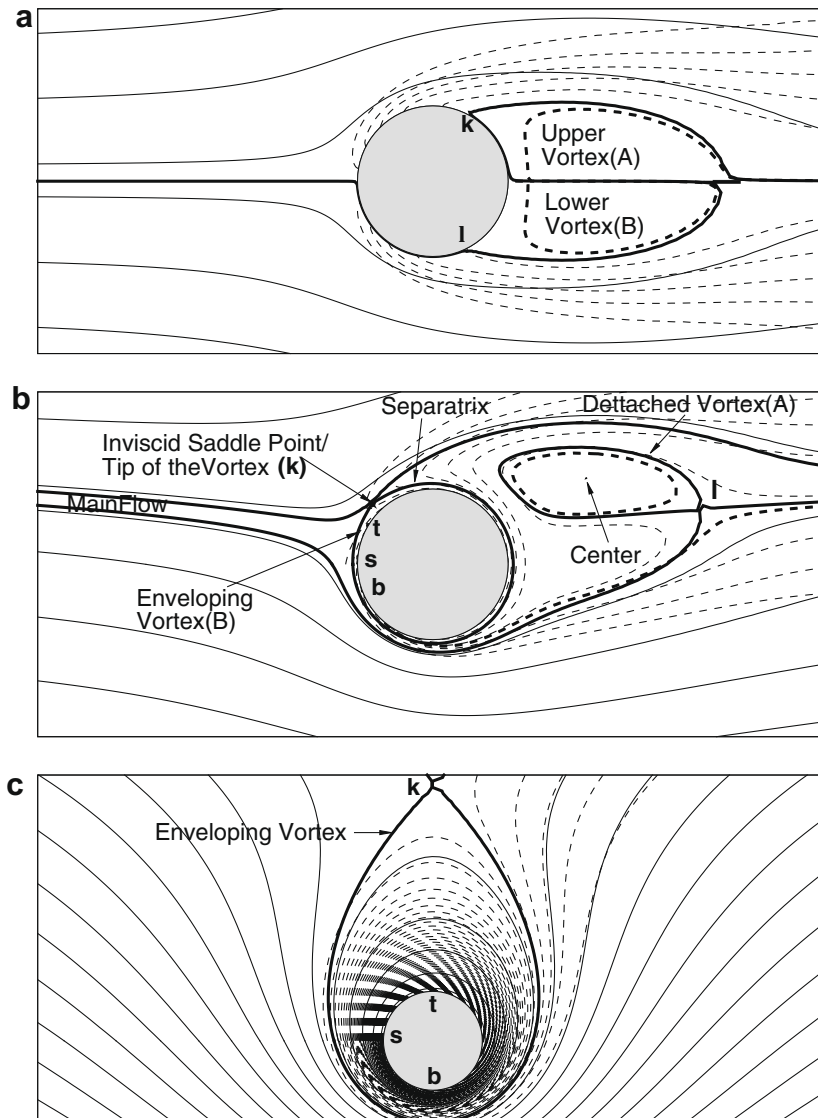 a
k
Upper
Vortex(A)
Lower
Vortex(B)
l
b
Separatrix
Dettached Vortex(A)
Inviscid Saddle Point/
Tip of theVortex (k)
MainFlow
l
t
s
b
Center
Enveloping
Vortex(B)
c
k
Enveloping Vortex
t
s
b